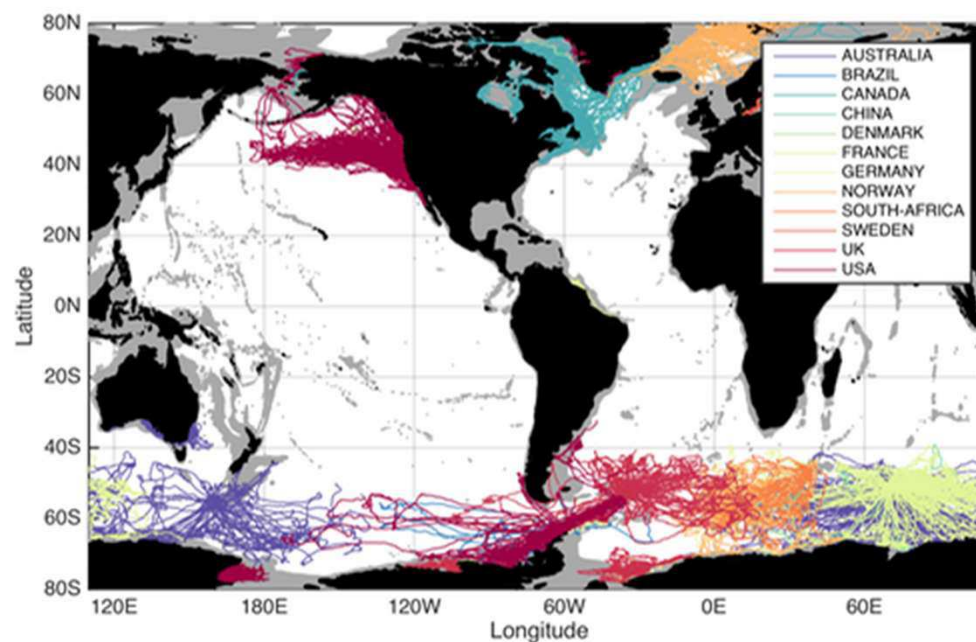 80N
60N
40N
20N
0N
20S
40S
60S
80S
Latitude
120E
180E
120W
60W
0E
60E
Longitude
AUSTRALIA
BRAZIL
CANADA
CHINA
DENMARK
FRANCE
GERMANY
NORWAY
SOUTH-AFRICA
SWEDEN
UK
USA